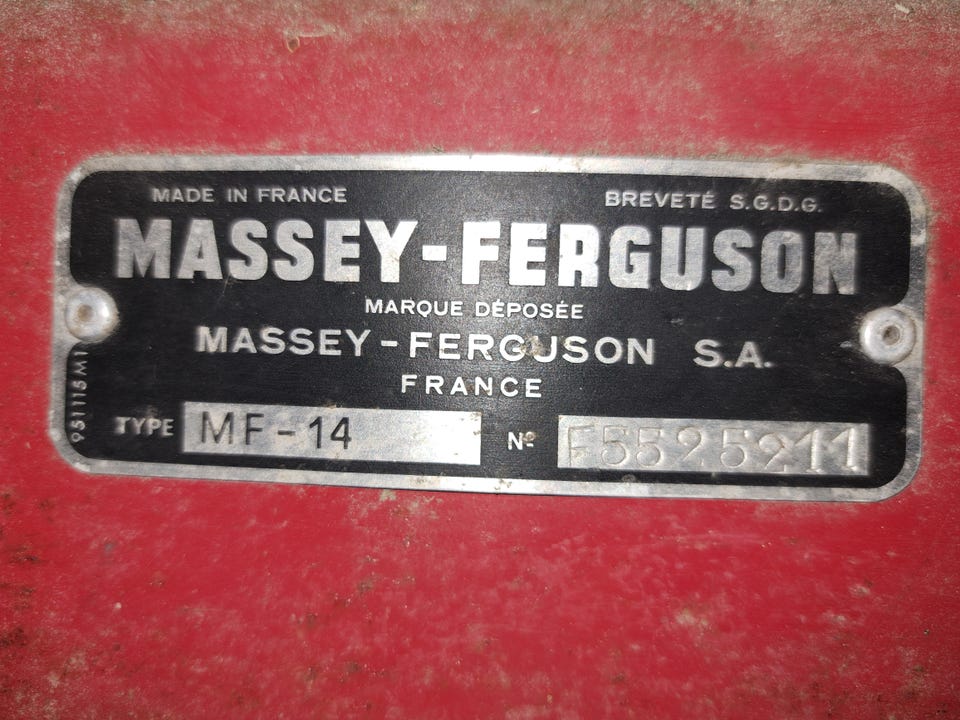 MADE IN FRANCE BREVETÉ S.G.D.G.
MASSEY-FERGUSON
MARQUE DÉPOSÉE
MASSEY-FERGUSON S.A.
FRANCE
951115M1
TYPE MF-14 Nº F5525211